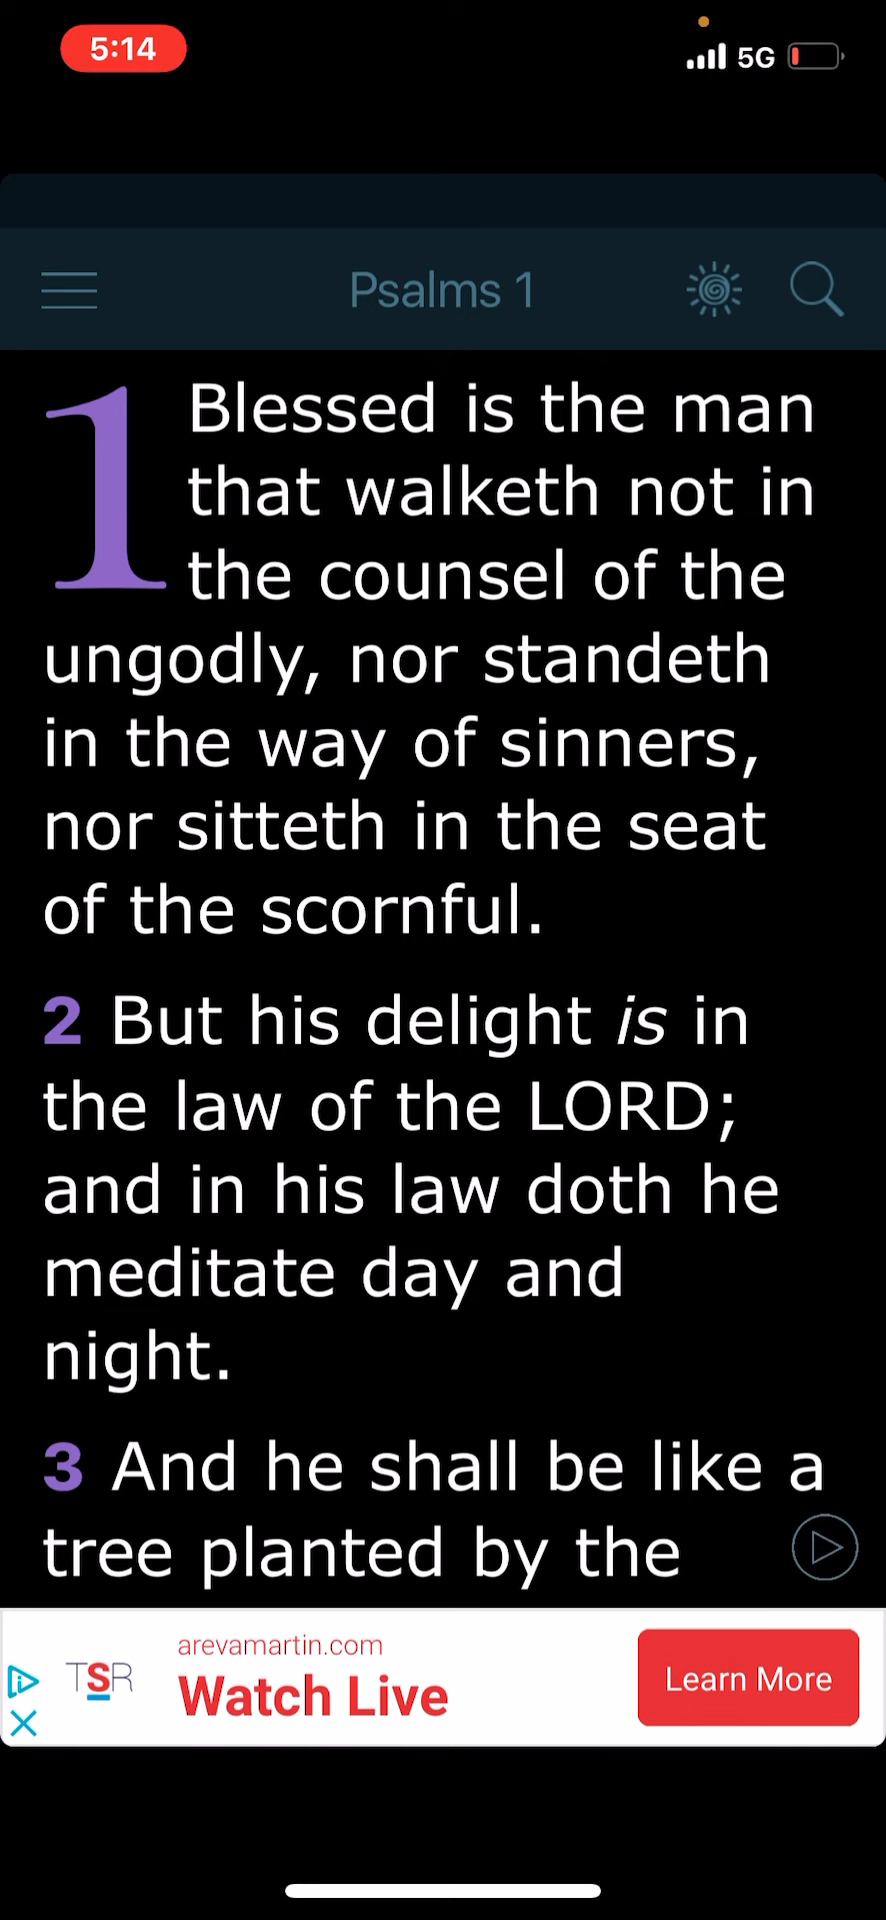 5:14
5G
Psalms 1
1 Blessed is the man
that walketh not in
the counsel of the
ungodly, nor standeth
in the way of sinners,
nor sitteth in the seat
of the scornful.
2 But his delight is in
the law of the LORD;
and in his law doth he
meditate day and
night.
3 And he shall be like a
tree planted by the
TSR
arevamartin.com
Watch Live
Learn More